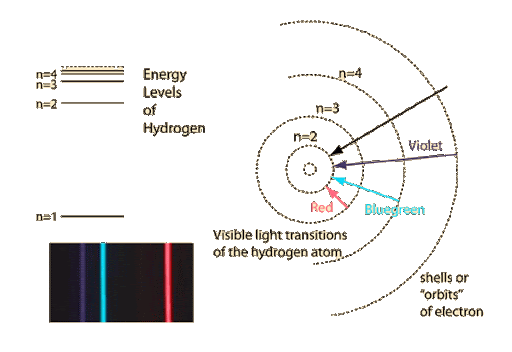 n=4
n=3
n=2
n=1
Energy
Levels
of
Hydrogen
n=4
n=3
n=2
Violet
Red
Bluegreen
Visible light transitions
of the hydrogen atom
shells or
"orbits"
of electron